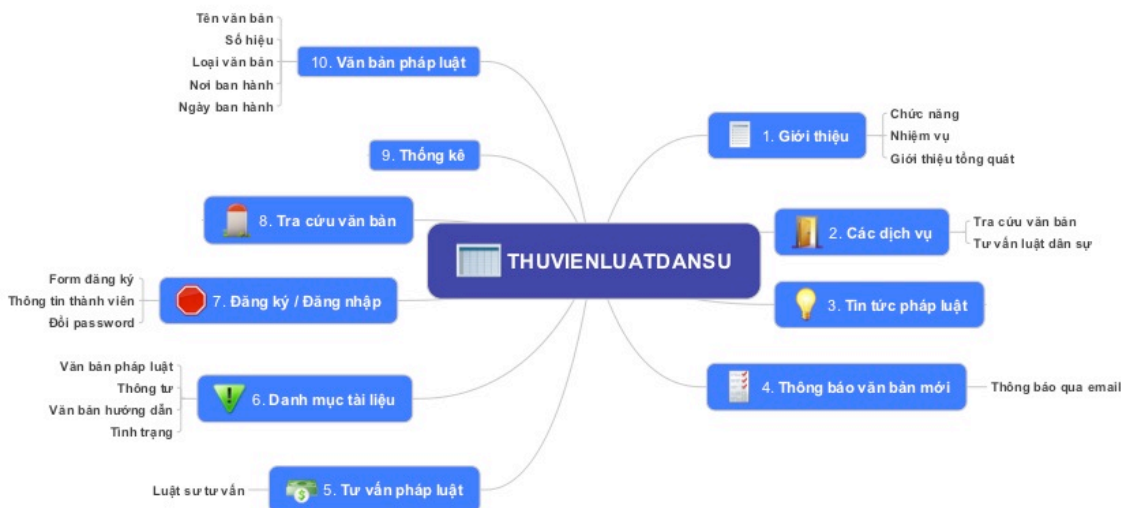 THUVIENLUATDANSU
1. Giới thiệu
Chức năng
Nhiệm vụ
Giới thiệu tổng quát
2. Các dịch vụ
Tra cứu văn bản
Tư vấn luật dân sự
3. Tin tức pháp luật
4. Thông báo văn bản mới
Thông báo qua email
5. Tư vấn pháp luật
Luật sư tư vấn
6. Danh mục tài liệu
Văn bản pháp luật
Thông tư
Văn bản hướng dẫn
Tình trạng
7. Đăng ký / Đăng nhập
Form đăng ký
Thông tin thành viên
Đổi password
8. Tra cứu văn bản
9. Thống kê
10. Văn bản pháp luật
Tên văn bản
Số hiệu
Loại văn bản
Nơi ban hành
Ngày ban hành